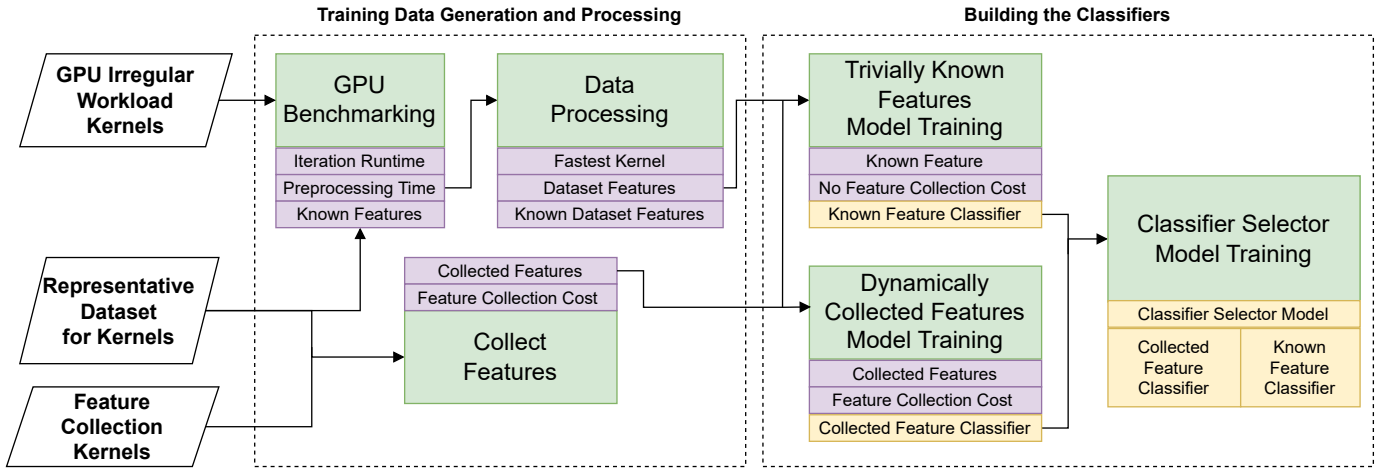 Training Data Generation and Processing
Building the Classifiers
GPU Irregular
Workload
Kernels
Representative
Dataset
for Kernels
Feature
Collection
Kernels
GPU
Benchmarking
Iteration Runtime
Preprocessing Time
Known Features
Data
Processing
Fastest Kernel
Dataset Features
Known Dataset Features
Collected Features
Feature Collection Cost
Collect
Features
Trivially Known
Features
Model Training
Known Feature
No Feature Collection Cost
Known Feature Classifier
Dynamically
Collected Features
Model Training
Collected Features
Feature Collection Cost
Collected Feature Classifier
Classifier Selector
Model Training
Classifier Selector Model
Collected
Feature
Classifier
Known
Feature
Classifier